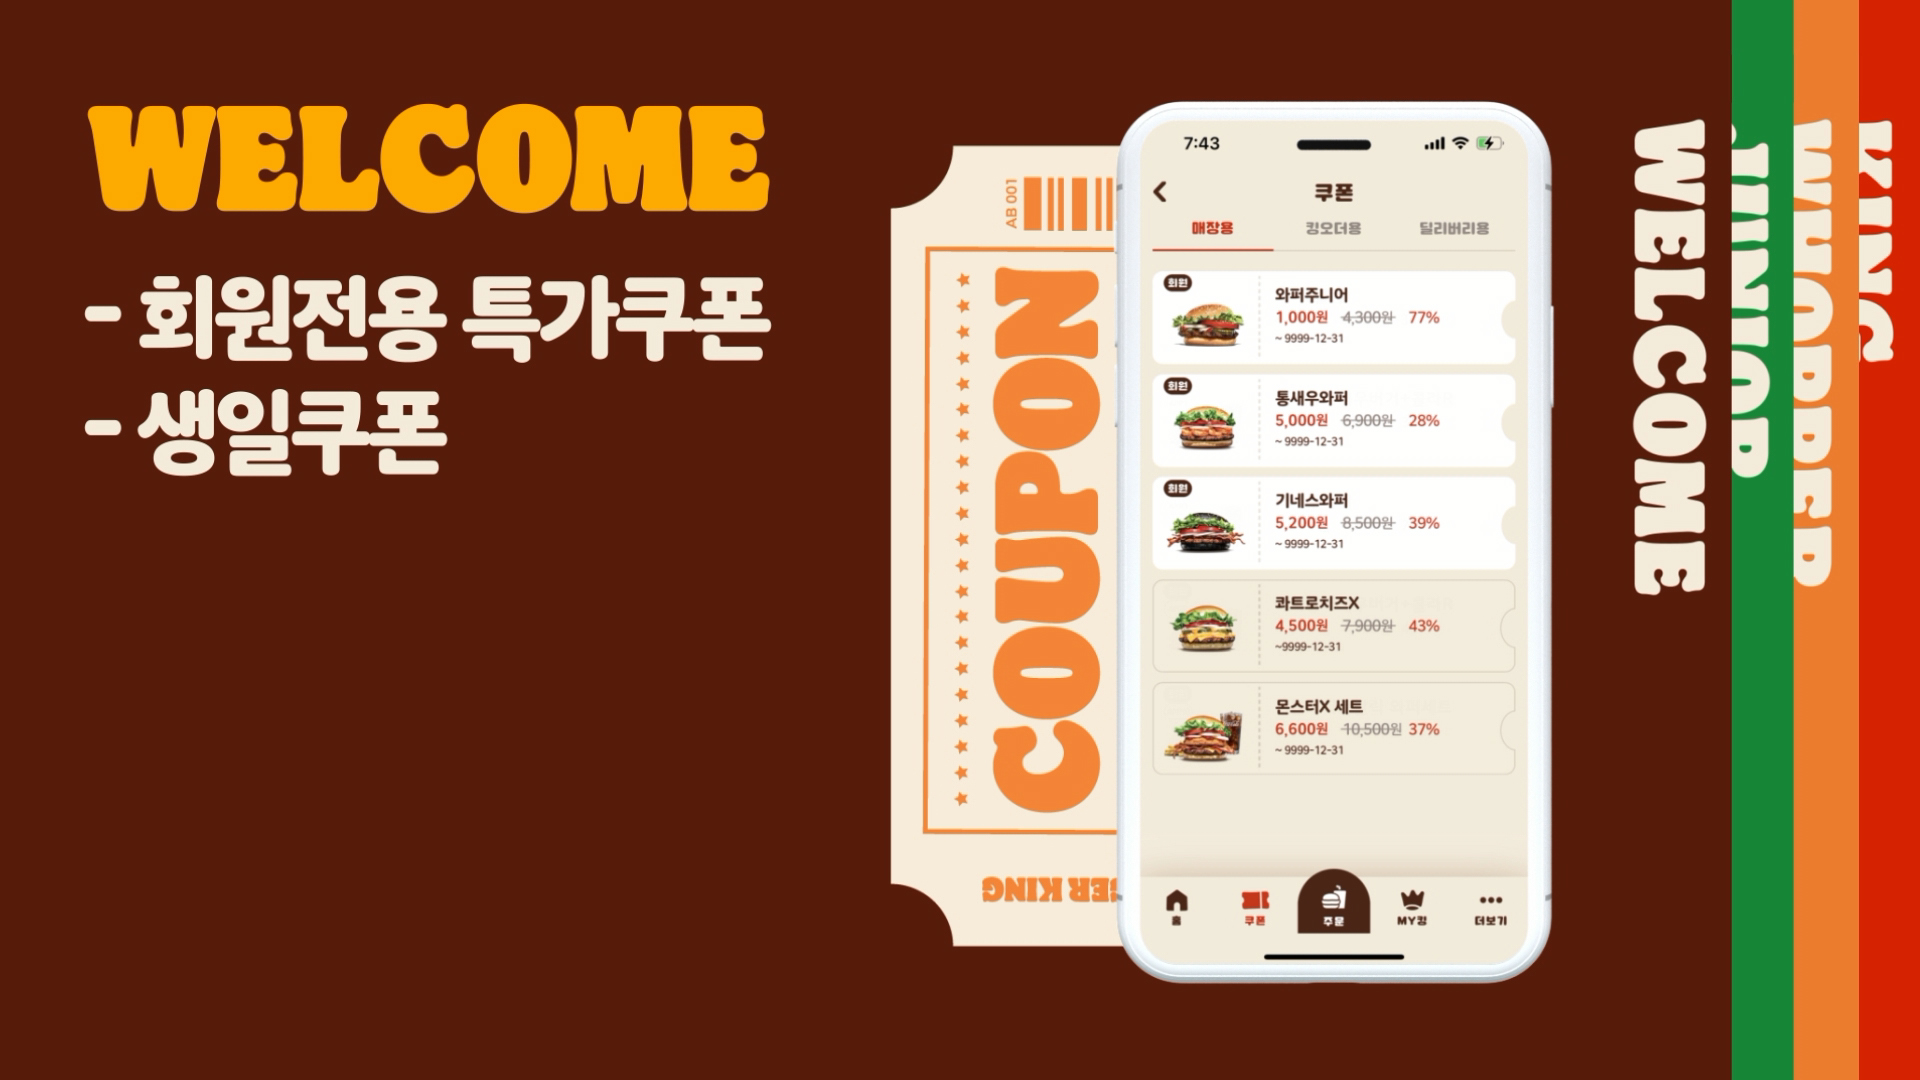 WELCOME
- 회원전용 특가쿠폰
- 생일쿠폰
AB 001
COUPON
GER KING
7:43
쿠폰
매장용
킹오더용
딜리버리용
회원
와퍼주니어
1,000원 4,300원 77%
~ 9999-12-31
회원
통새우와퍼
5,000원 6,900원 28%
~ 9999-12-31
회원
기네스와퍼
5,200원 8,500원 39%
~ 9999-12-31
콰트로치즈X
4,500원 7,900원 43%
~9999-12-31
몬스터X 세트
6,600원 10,500원 37%
~ 9999-12-31
홈
쿠폰
주문
MY킹
더보기
WELCOME
JUNIOR
WHOPPER
KING